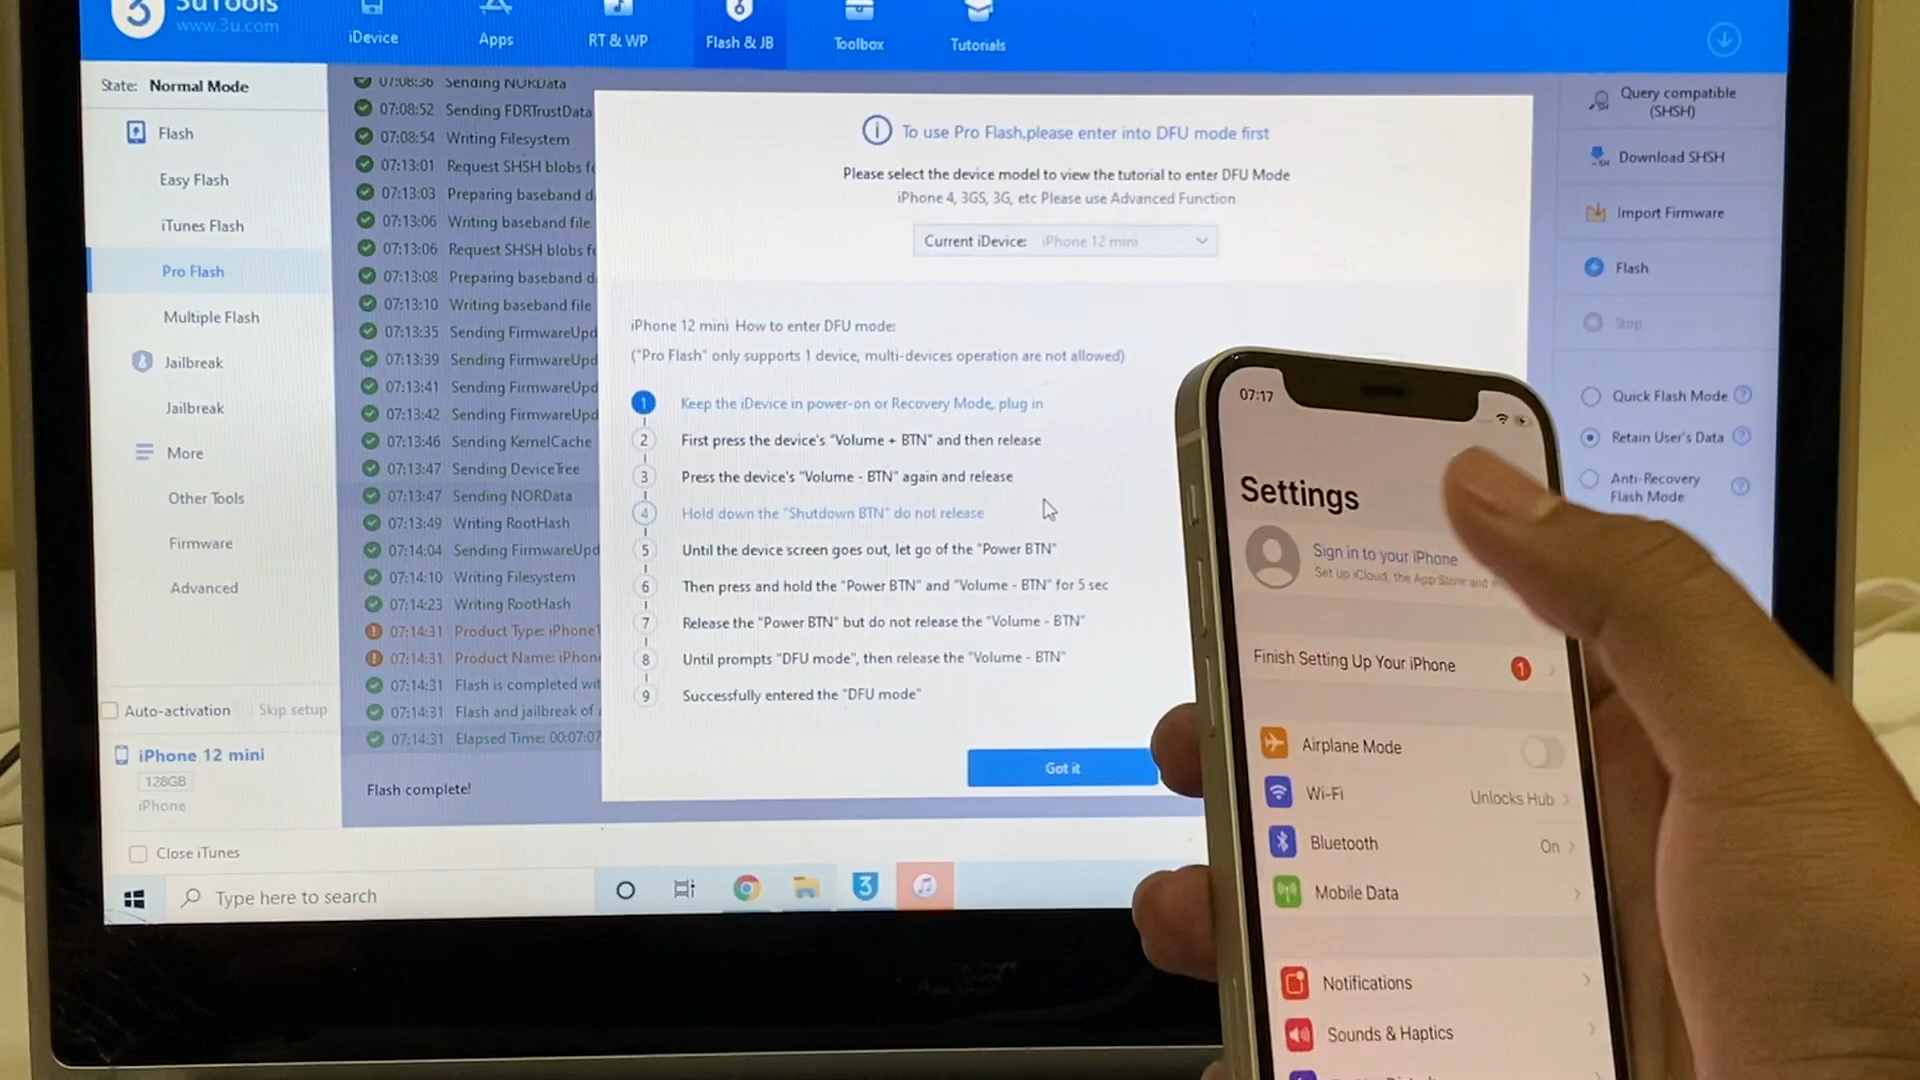 3uTools
www.3u.com
iDevice
Apps
RT & WP
Flash & JB
Toolbox
Tutorials
State: Normal Mode
Flash
Easy Flash
iTunes Flash
Pro Flash
Multiple Flash
Jailbreak
Jailbreak
More
Other Tools
Firmware
Advanced
Auto-activation
Skip setup
iPhone 12 mini
128GB
iPhone
Close iTunes
07:08:36 Sending NORData
07:08:52 Sending FDRTrustData
07:08:54 Writing Filesystem
07:13:01 Request SHSH blobs f
07:13:03 Preparing baseband d
07:13:06 Writing baseband file
07:13:06 Request SHSH blobs f
07:13:08 Preparing baseband d
07:13:10 Writing baseband file
07:13:35 Sending FirmwareUpd
07:13:39 Sending FirmwareUpd
07:13:41 Sending FirmwareUpd
07:13:42 Sending FirmwareUpd
07:13:46 Sending KernelCache
07:13:47 Sending DeviceTree
07:13:47 Sending NORData
07:13:49 Writing RootHash
07:14:04 Sending FirmwareUpd
07:14:10 Writing Filesystem
07:14:23 Writing RootHash
07:14:31 Product Type: iPhone1
07:14:31 Product Name: iPhone
07:14:31 Flash is completed wit
07:14:31 Flash and jailbreak of
07:14:31 Elapsed Time: 00:07:07
Flash complete!
To use Pro Flash,please enter into DFU mode first
Please select the device model to view the tutorial to enter DFU Mode
iPhone 4, 3GS, 3G, etc Please use Advanced Function
Current iDevice: iPhone 12 mini
iPhone 12 mini How to enter DFU mode:
("Pro Flash" only supports 1 device, multi-devices operation are not allowed)
1 Keep the iDevice in power-on or Recovery Mode, plug in
2 First press the device's "Volume + BTN" and then release
3 Press the device's "Volume - BTN" again and release
4 Hold down the "Shutdown BTN" do not release
5 Until the device screen goes out, let go of the "Power BTN"
6 Then press and hold the "Power BTN" and "Volume - BTN" for 5 sec
7 Release the "Power BTN" but do not release the "Volume - BTN"
8 Until prompts "DFU mode", then release the "Volume - BTN"
9 Successfully entered the "DFU mode"
Got it
Query compatible
(SHSH)
Download SHSH
Import Firmware
Flash
Stop
Quick Flash Mode ?
Retain User's Data ?
Anti-Recovery
Flash Mode ?
Type here to search
3
07:17
Settings
Sign in to your iPhone
Set up iCloud, the App Store and
Finish Setting Up Your iPhone 1
Airplane Mode
Wi-Fi Unlocks Hub
Bluetooth On
Mobile Data
Notifications
Sounds & Haptics